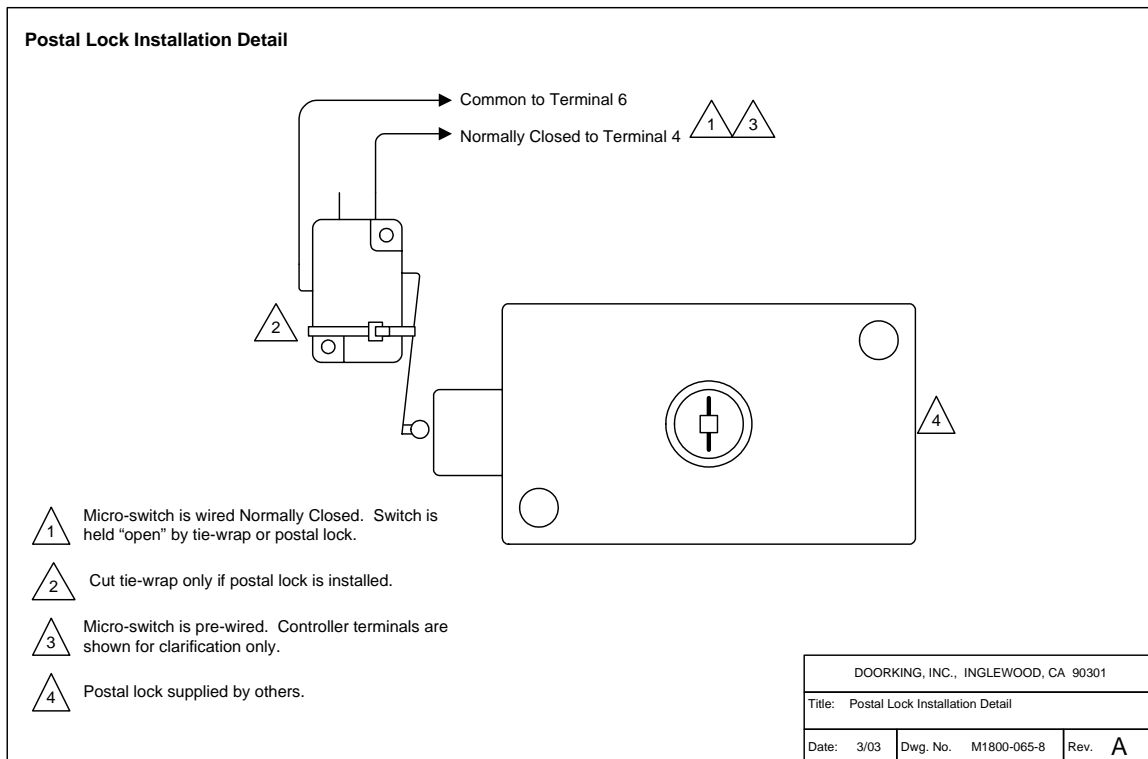 Postal Lock Installation Detail
Common to Terminal 6
Normally Closed to Terminal 4
1 3
2
4
1 Micro-switch is wired Normally Closed.  Switch is
held “open” by tie-wrap or postal lock.
2 Cut tie-wrap only if postal lock is installed.
3 Micro-switch is pre-wired.  Controller terminals are
shown for clarification only.
4 Postal lock supplied by others.
DOORKING, INC.,  INGLEWOOD, CA  90301
Title:  Postal Lock Installation Detail
Date:  3/03  Dwg. No.  M1800-065-8  Rev.  A